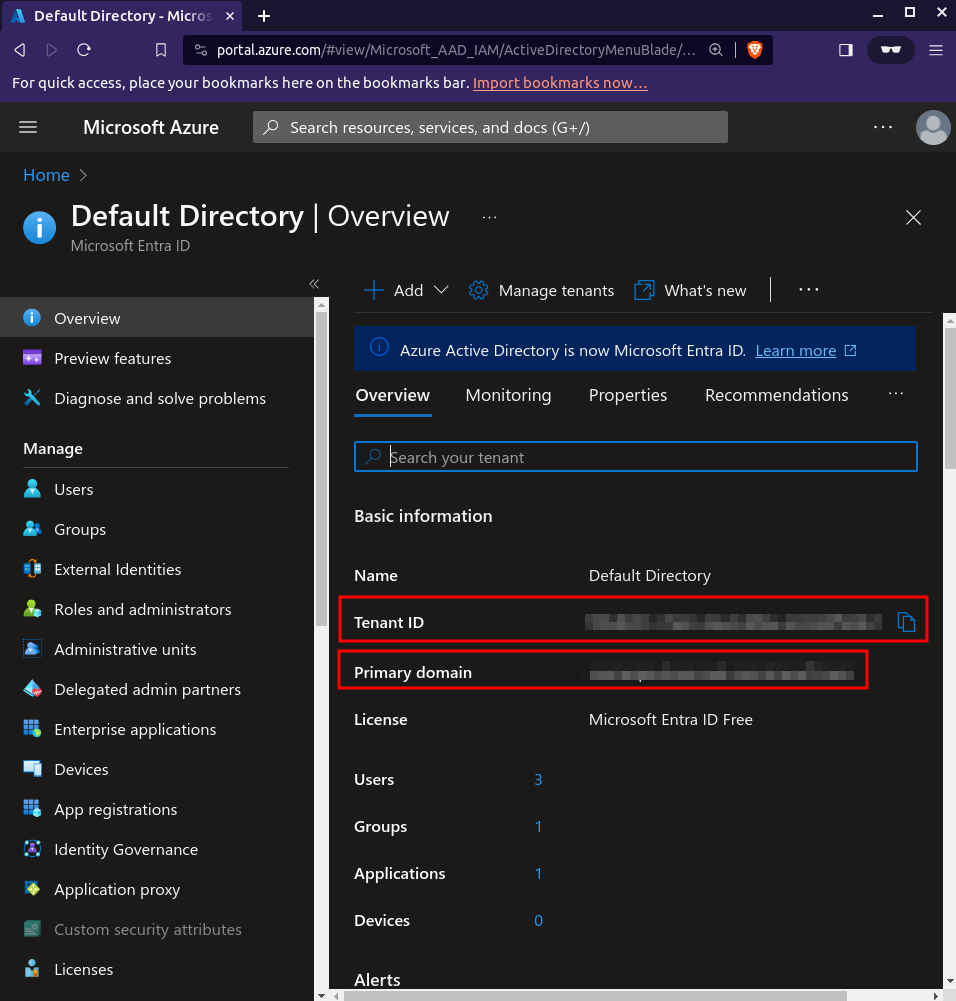 Default Directory - Micros
portal.azure.com/#view/Microsoft_AAD_IAM/ActiveDirectoryMenuBlade/...
For quick access, place your bookmarks here on the bookmarks bar. Import bookmarks now...
Microsoft Azure
Search resources, services, and docs (G+/)
Home
Default Directory | Overview
Microsoft Entra ID
Add
Manage tenants
What's new
Overview
Preview features
Diagnose and solve problems
Manage
Users
Groups
External Identities
Roles and administrators
Administrative units
Delegated admin partners
Enterprise applications
Devices
App registrations
Identity Governance
Application proxy
Custom security attributes
Licenses
Azure Active Directory is now Microsoft Entra ID. Learn more
Overview Monitoring Properties Recommendations
Search your tenant
Basic information
Name Default Directory
Tenant ID
Primary domain
License Microsoft Entra ID Free
Users 3
Groups 1
Applications 1
Devices 0
Alerts